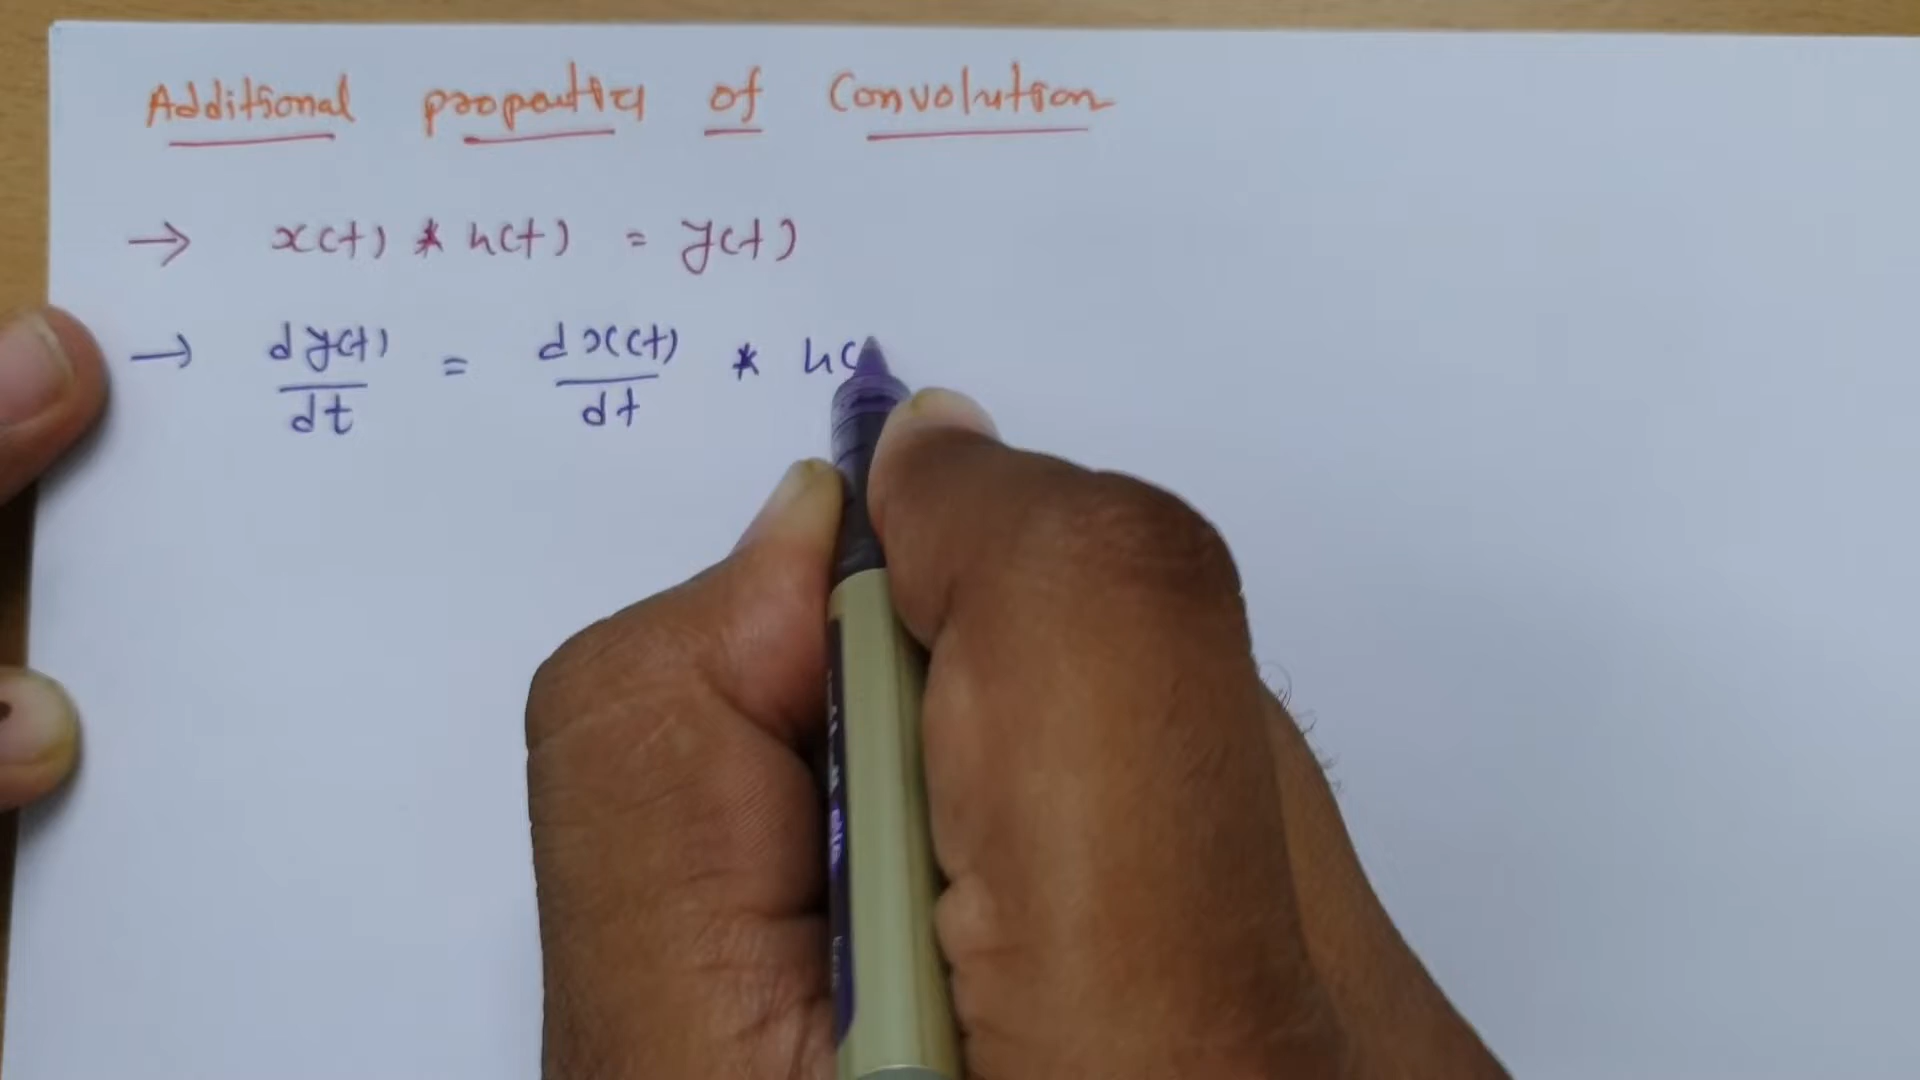 Additional properties of Convolution
→ x(t) * h(t) = y(t)
→ dy(t)/dt = dx(t)/dt * h(